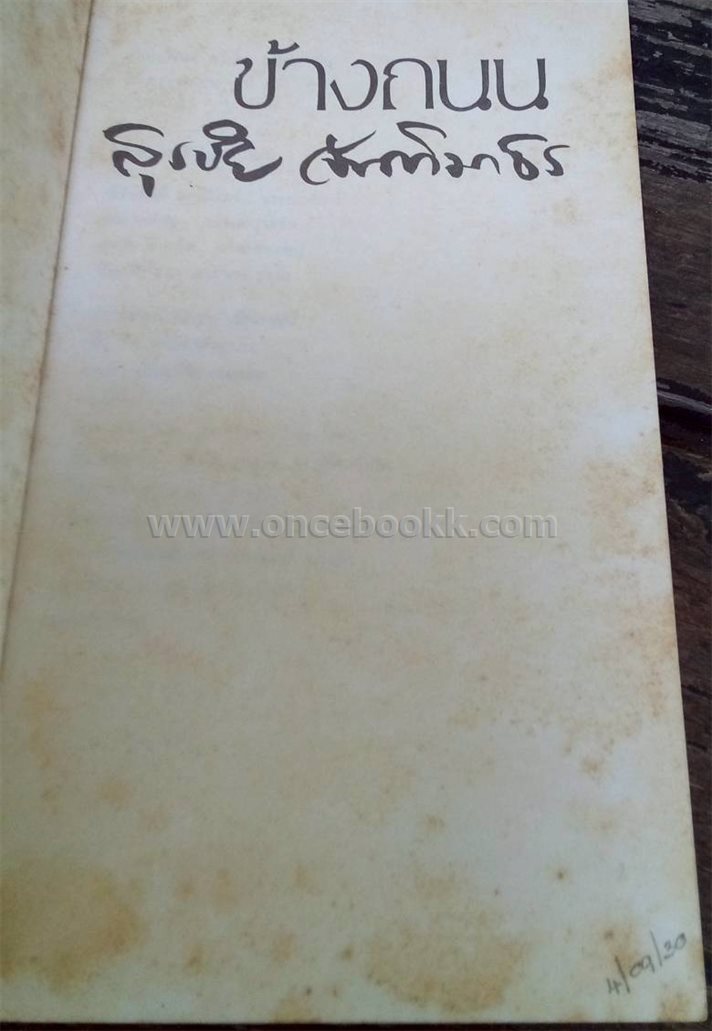 ข้างถนน
สุรชัย จันทิมาธร
www.oncebookk.com
4/09/30